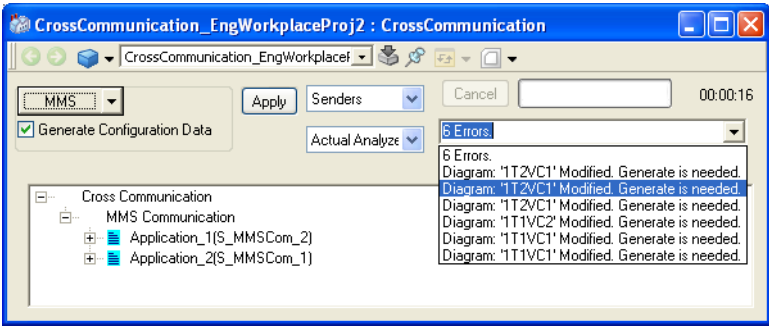 CrossCommunication_EngWorkplaceProj2 : CrossCommunication
CrossCommunication_EngWorkplacef
MMS
Apply
Senders
Cancel
00:00:16
Generate Configuration Data
Actual Analyze
6 Errors.
6 Errors.
Diagram: '1T2VC1' Modified. Generate is needed.
Diagram: '1T2VC1' Modified. Generate is needed.
Diagram: '1T2VC1' Modified. Generate is needed.
Diagram: '1T1VC2' Modified. Generate is needed.
Diagram: '1T1VC1' Modified. Generate is needed.
Diagram: '1T1VC1' Modified. Generate is needed.
Cross Communication
MMS Communication
Application_1(S_MMSCom_2)
Application_2(S_MMSCom_1)